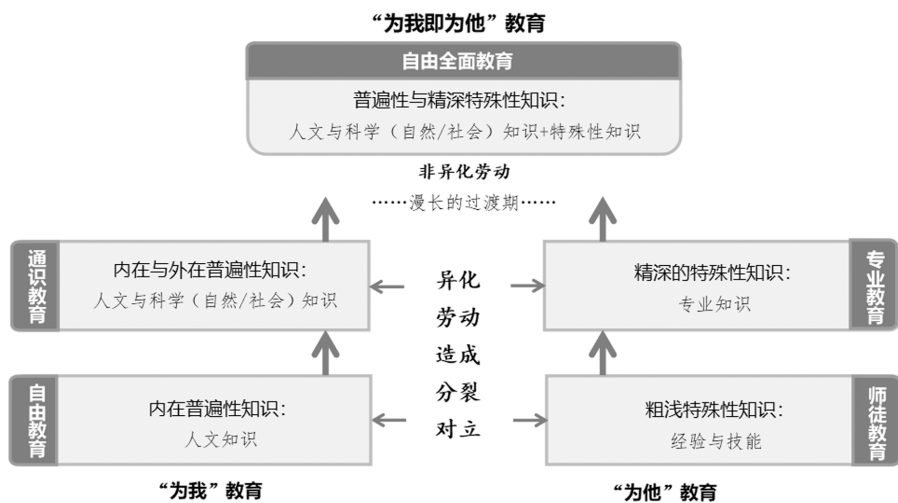 “为我即为他”教育
自由全面教育
普遍性与精深特殊性知识：
人文与科学（自然/社会）知识+特殊性知识
非异化劳动
……漫长的过渡期……
通识教育
内在与外在普遍性知识：
人文与科学（自然/社会）知识
精深的特殊性知识：
专业知识
专业教育
异化
劳动
造成
分裂
对立
自由教育
内在普遍性知识：
人文知识
粗浅特殊性知识：
经验与技能
师徒教育
“为我”教育
“为他”教育